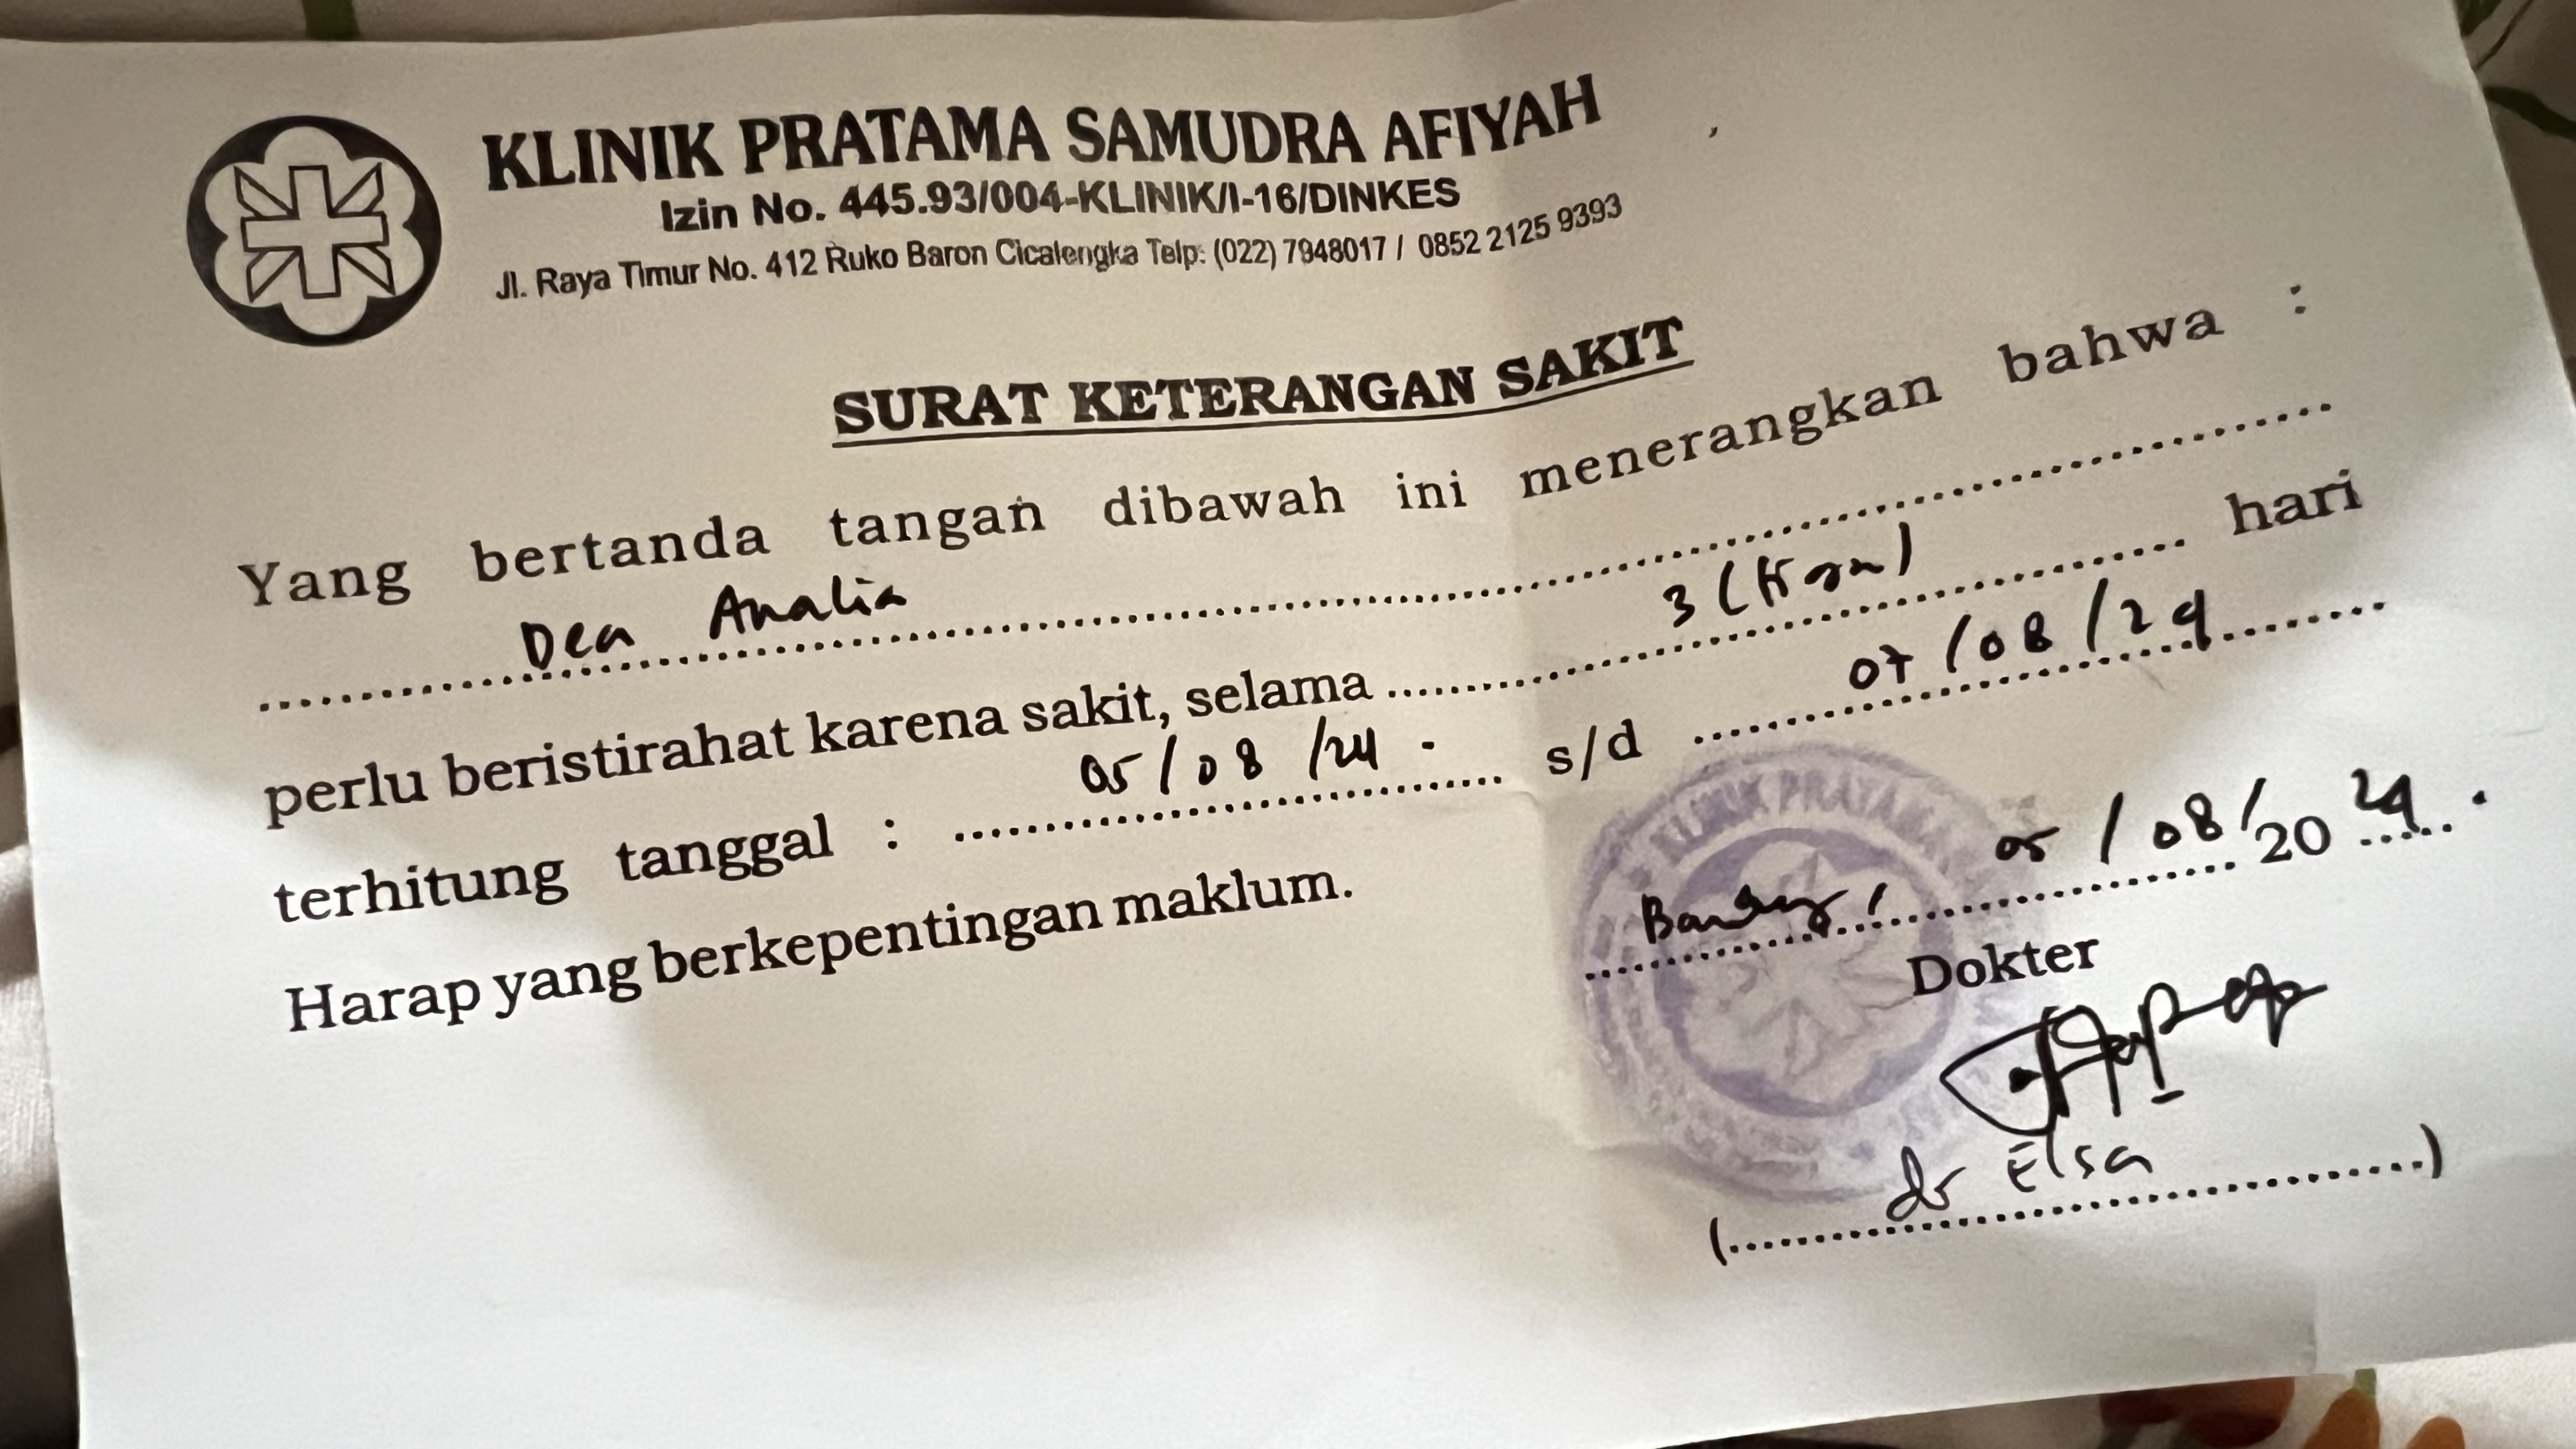 KLINIK PRATAMA SAMUDRA AFIYAH
Izin No. 445.93/004-KLINIK/I-16/DINKES
Jl. Raya Timur No. 412 Ruko Baron Cicalengka Telp: (022) 7948017 / 0852 2125 9393
SURAT KETERANGAN SAKIT
Yang bertanda tangan dibawah ini menerangkan bahwa :
Dea Analia
perlu beristirahat karena sakit, selama 3 ( ) hari
terhitung tanggal : 05/08/24 - s/d 07/08/24
Harap yang berkepentingan maklum.
05/08/2024
Dokter
(dr Elsa)
KLINIK PRATAMA